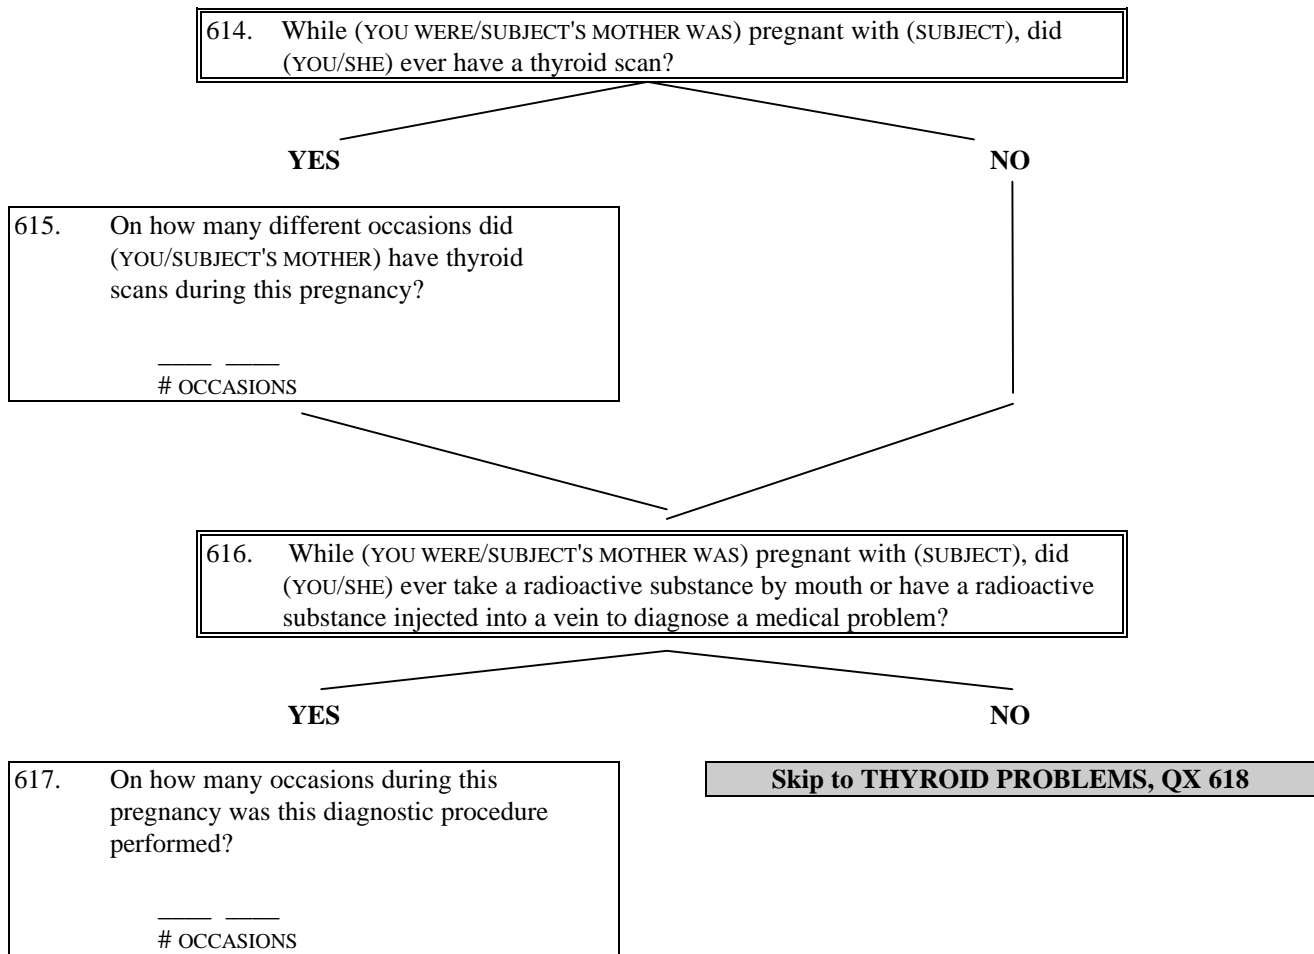 614. While (YOU WERE/SUBJECT'S MOTHER WAS) pregnant with (SUBJECT), did
(YOU/SHE) ever have a thyroid scan?
YES
NO
615. On how many different occasions did
(YOU/SUBJECT'S MOTHER) have thyroid
scans during this pregnancy?
____ ____
# OCCASIONS
616. While (YOU WERE/SUBJECT'S MOTHER WAS) pregnant with (SUBJECT), did
(YOU/SHE) ever take a radioactive substance by mouth or have a radioactive
substance injected into a vein to diagnose a medical problem?
YES
NO
617. On how many occasions during this
pregnancy was this diagnostic procedure
performed?
____ ____
# OCCASIONS
Skip to THYROID PROBLEMS, QX 618